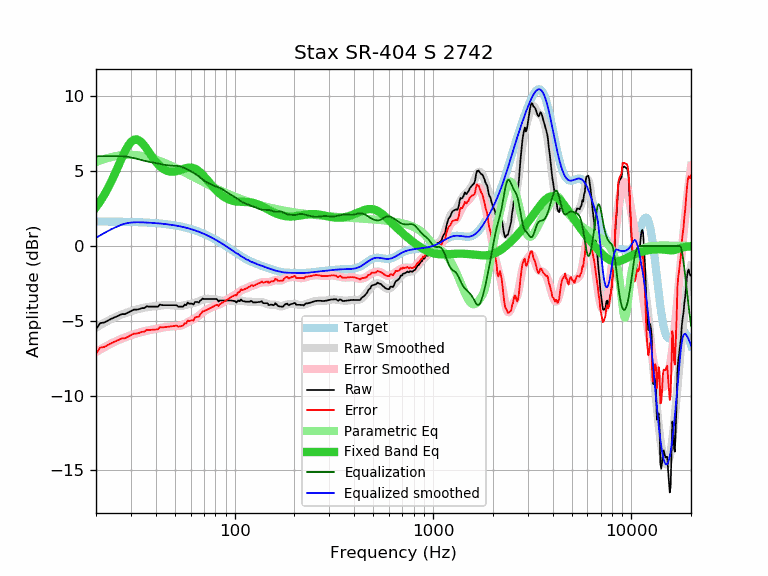 Stax SR-404 S 2742
Amplitude (dBr)
10
5
0
−5
−10
−15
Target
Raw Smoothed
Error Smoothed
Raw
Error
Parametric Eq
Fixed Band Eq
Equalization
Equalized smoothed
100 1000 10000
Frequency (Hz)